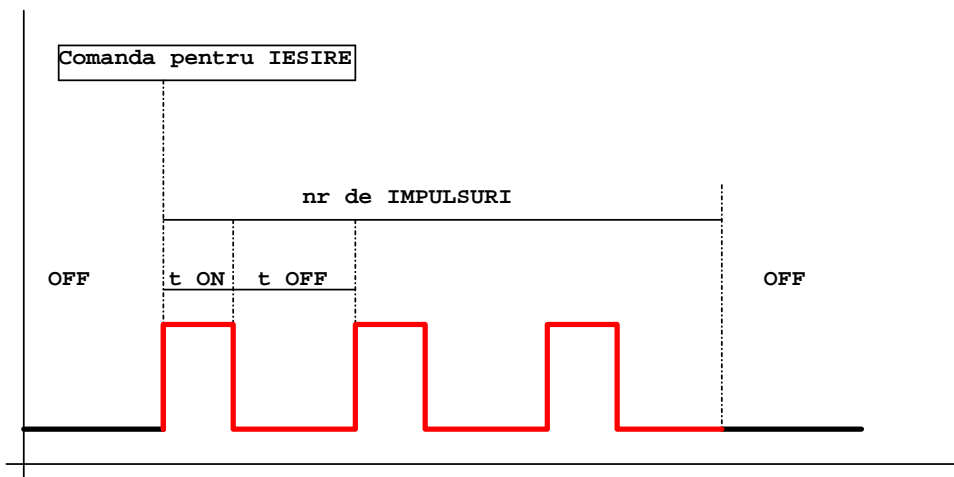 Comanda pentru IESIRE
nr de IMPULSURI
OFF
t ON
t OFF
OFF